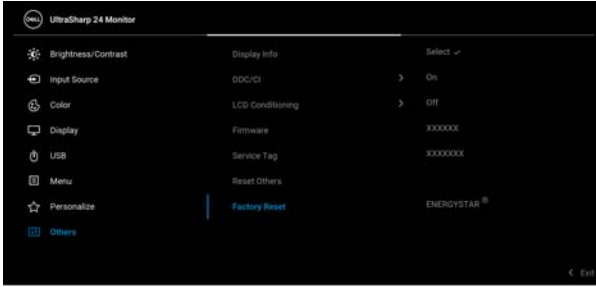 DELL UltraSharp 24 Monitor
Brightness/Contrast Display Info Select
Input Source DDC/CI On
Color LCD Conditioning Off
Display Firmware XXXXXX
USB Service Tag XXXXXXX
Menu Reset Others
Personalize Factory Reset ENERGYSTAR®
Others
Exit